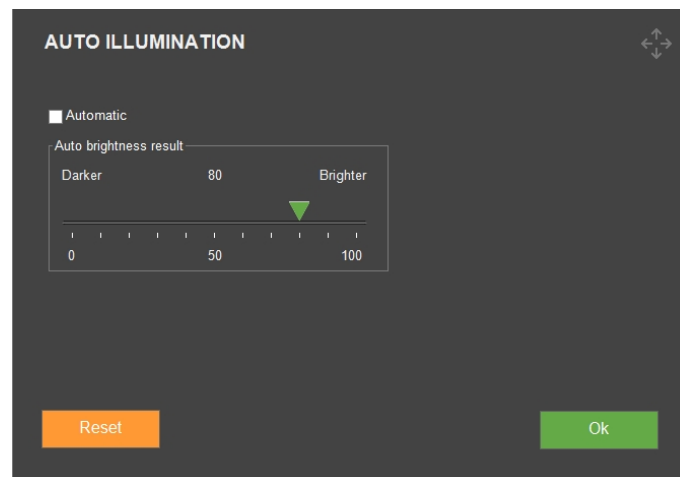 AUTO ILLUMINATION
Automatic
Auto brightness result
Darker 80 Brighter
0 50 100
Reset Ok